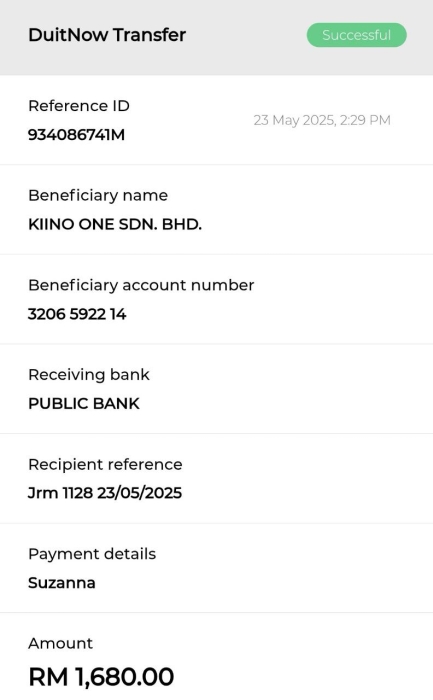 DuitNow Transfer
Successful
Reference ID
23 May 2025, 2:29 PM
934086741M
Beneficiary name
KIINO ONE SDN. BHD.
Beneficiary account number
3206 5922 14
Receiving bank
PUBLIC BANK
Recipient reference
Jrm 1128 23/05/2025
Payment details
Suzanna
Amount
RM 1,680.00